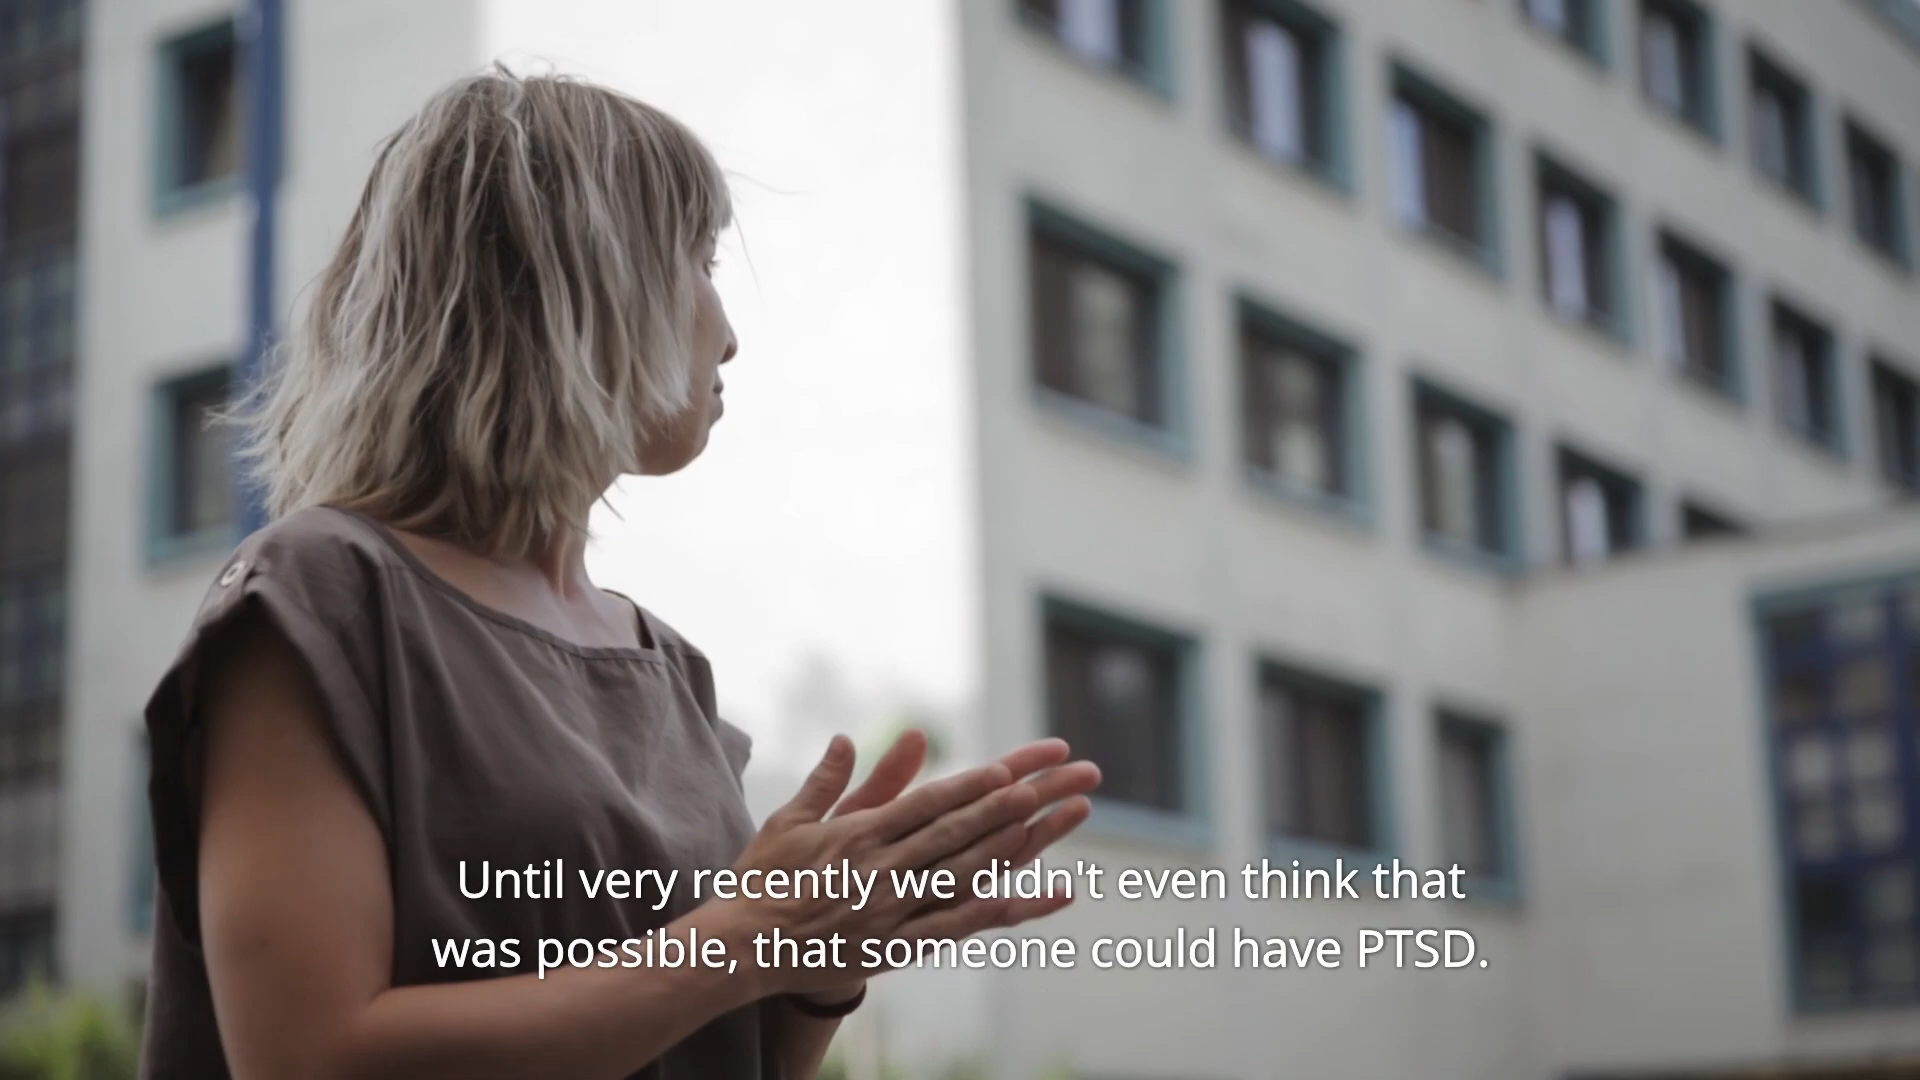 Until very recently we didn't even think that
was possible, that someone could have PTSD.